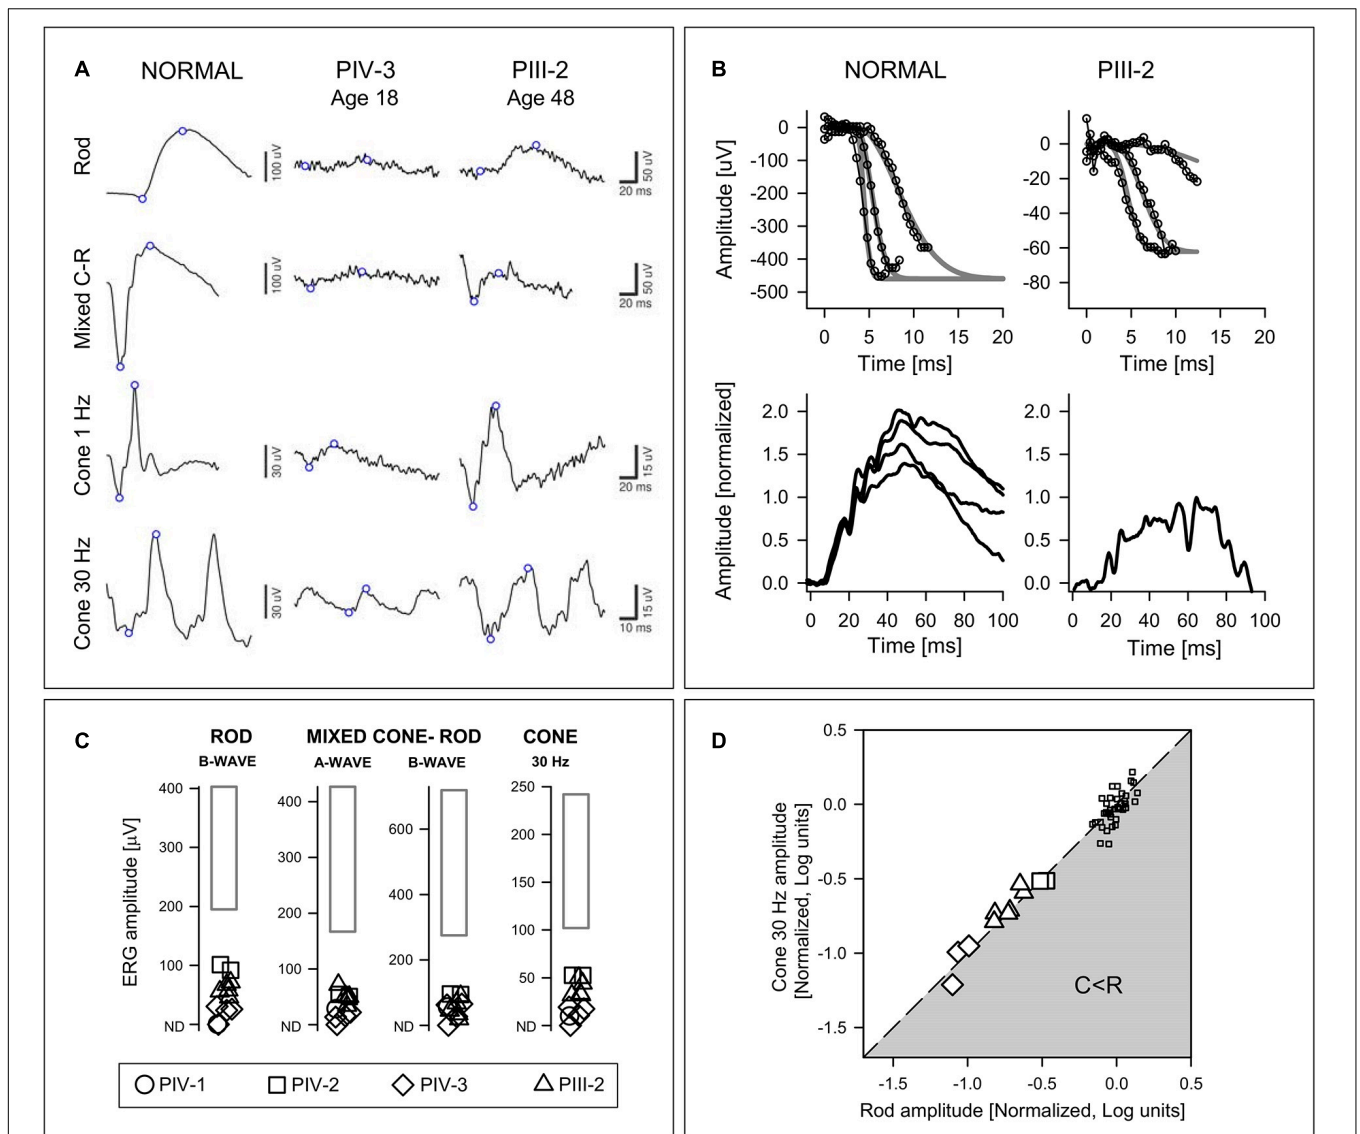 A
NORMAL
PIV-3
Age 18
PIII-2
Age 48
Rod
100 uV
50 uV
20 ms
Mixed C-R
100 uV
50 uV
20 ms
Cone 1 Hz
30 uV
15 uV
20 ms
Cone 30 Hz
30 uV
15 uV
10 ms
B
NORMAL
PIII-2
Amplitude [uV]
0
-100
-200
-300
-400
-500
0 5 10 15 20
Time [ms]
0
-20
-40
-60
-80
0 5 10 15 20
Time [ms]
Amplitude [normalized]
2.0
1.5
1.0
0.5
0.0
0 20 40 60 80 100
Time [ms]
2.0
1.0
0.5
0.0
0 20 40 60 80 100
Time [ms]
C
ROD
B-WAVE
MIXED CONE- ROD
A-WAVE
B-WAVE
CONE
30 Hz
ERG amplitude [µV]
400
300
200
100
ND
400
300
200
100
ND
600
400
200
ND
250
200
150
100
50
ND
PIV-1
PIV-2
PIV-3
PIII-2
D
Cone 30 Hz amplitude
[Normalized, Log units]
0.5
0.0
-0.5
-1.0
-1.5
C<R
-1.5 -1.0 -0.5 0.0 0.5
Rod amplitude [Normalized, Log units]